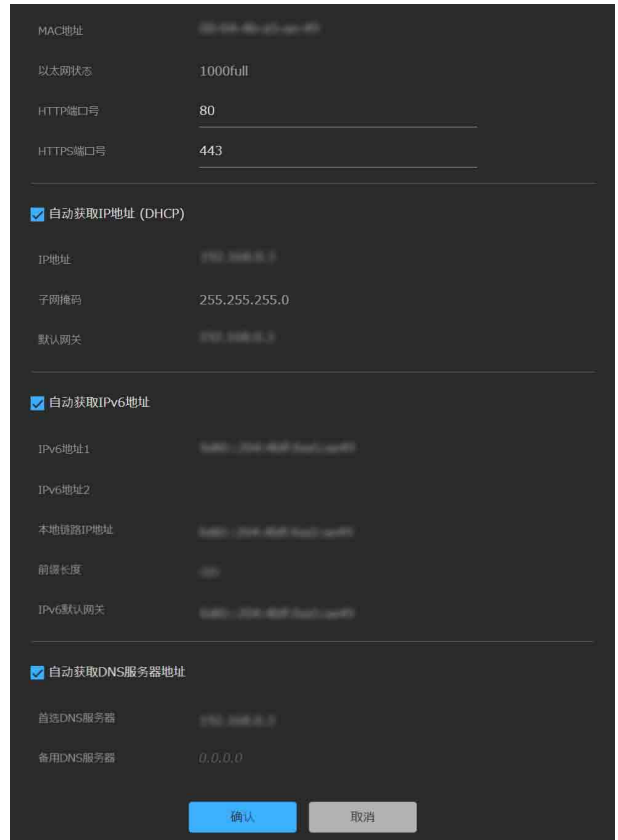 MAC地址
以太网状态 1000full
HTTP端口号 80
HTTPS端口号 443
自动获取IP地址 (DHCP)
IP地址
子网掩码 255.255.255.0
默认网关
自动获取IPv6地址
IPv6地址1
IPv6地址2
本地链路IP地址
前缀长度
IPv6默认网关
自动获取DNS服务器地址
首选DNS服务器
备用DNS服务器 0.0.0.0
确认 取消